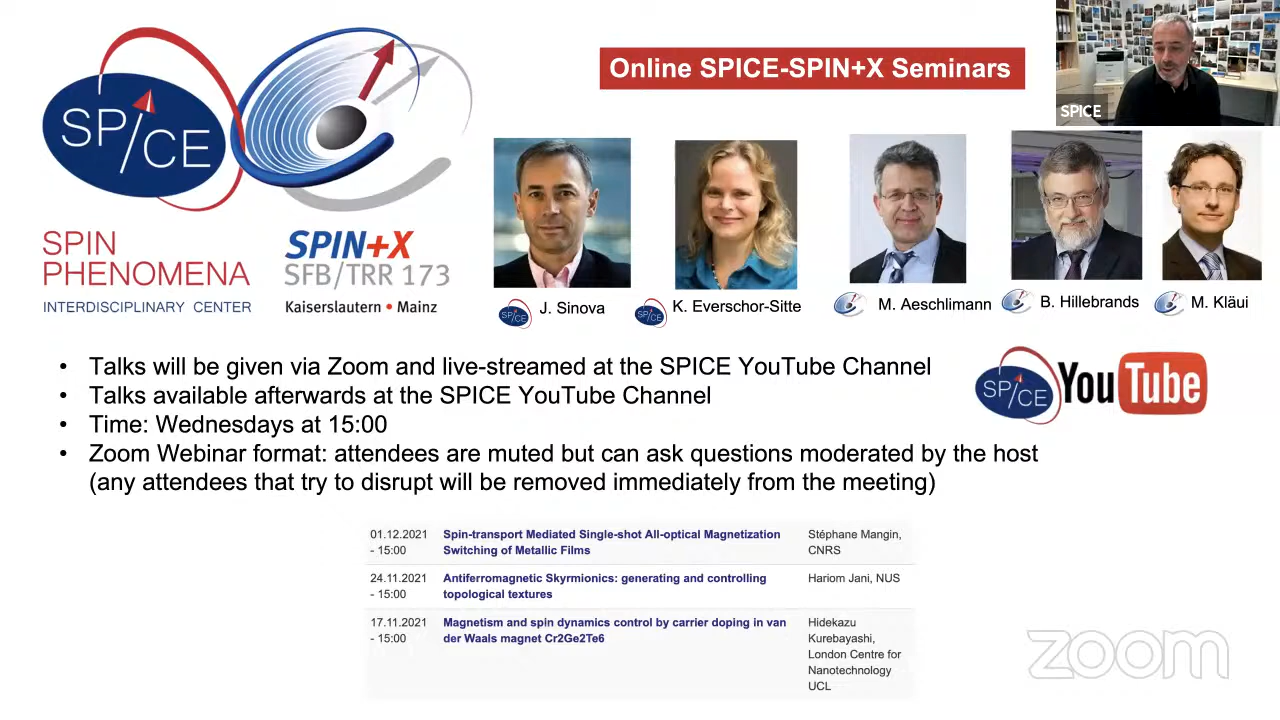 Online SPICE-SPIN+X Seminars
SPICE
SPICE
SPIN
PHENOMENA
INTERDISCIPLINARY CENTER
SPIN+X
SFB/TRR 173
Kaiserslautern • Mainz
SPICE
J. Sinova
SPICE
K. Everschor-Sitte
M. Aeschlimann
B. Hillebrands
M. Kläui
• Talks will be given via Zoom and live-streamed at the SPICE YouTube Channel
• Talks available afterwards at the SPICE YouTube Channel
• Time: Wednesdays at 15:00
• Zoom Webinar format: attendees are muted but can ask questions moderated by the host
(any attendees that try to disrupt will be removed immediately from the meeting)
SPICE
YouTube
01.12.2021 Spin-transport Mediated Single-shot All-optical Magnetization Stéphane Mangin,
- 15:00 Switching of Metallic Films CNRS
24.11.2021 Antiferromagnetic Skyrmionics: generating and controlling Hariom Jani, NUS
- 15:00 topological textures
17.11.2021 Magnetism and spin dynamics control by carrier doping in van Hidekazu
- 15:00 der Waals magnet Cr2Ge2Te6 Kurebayashi,
London Centre for
Nanotechnology
UCL
zoom